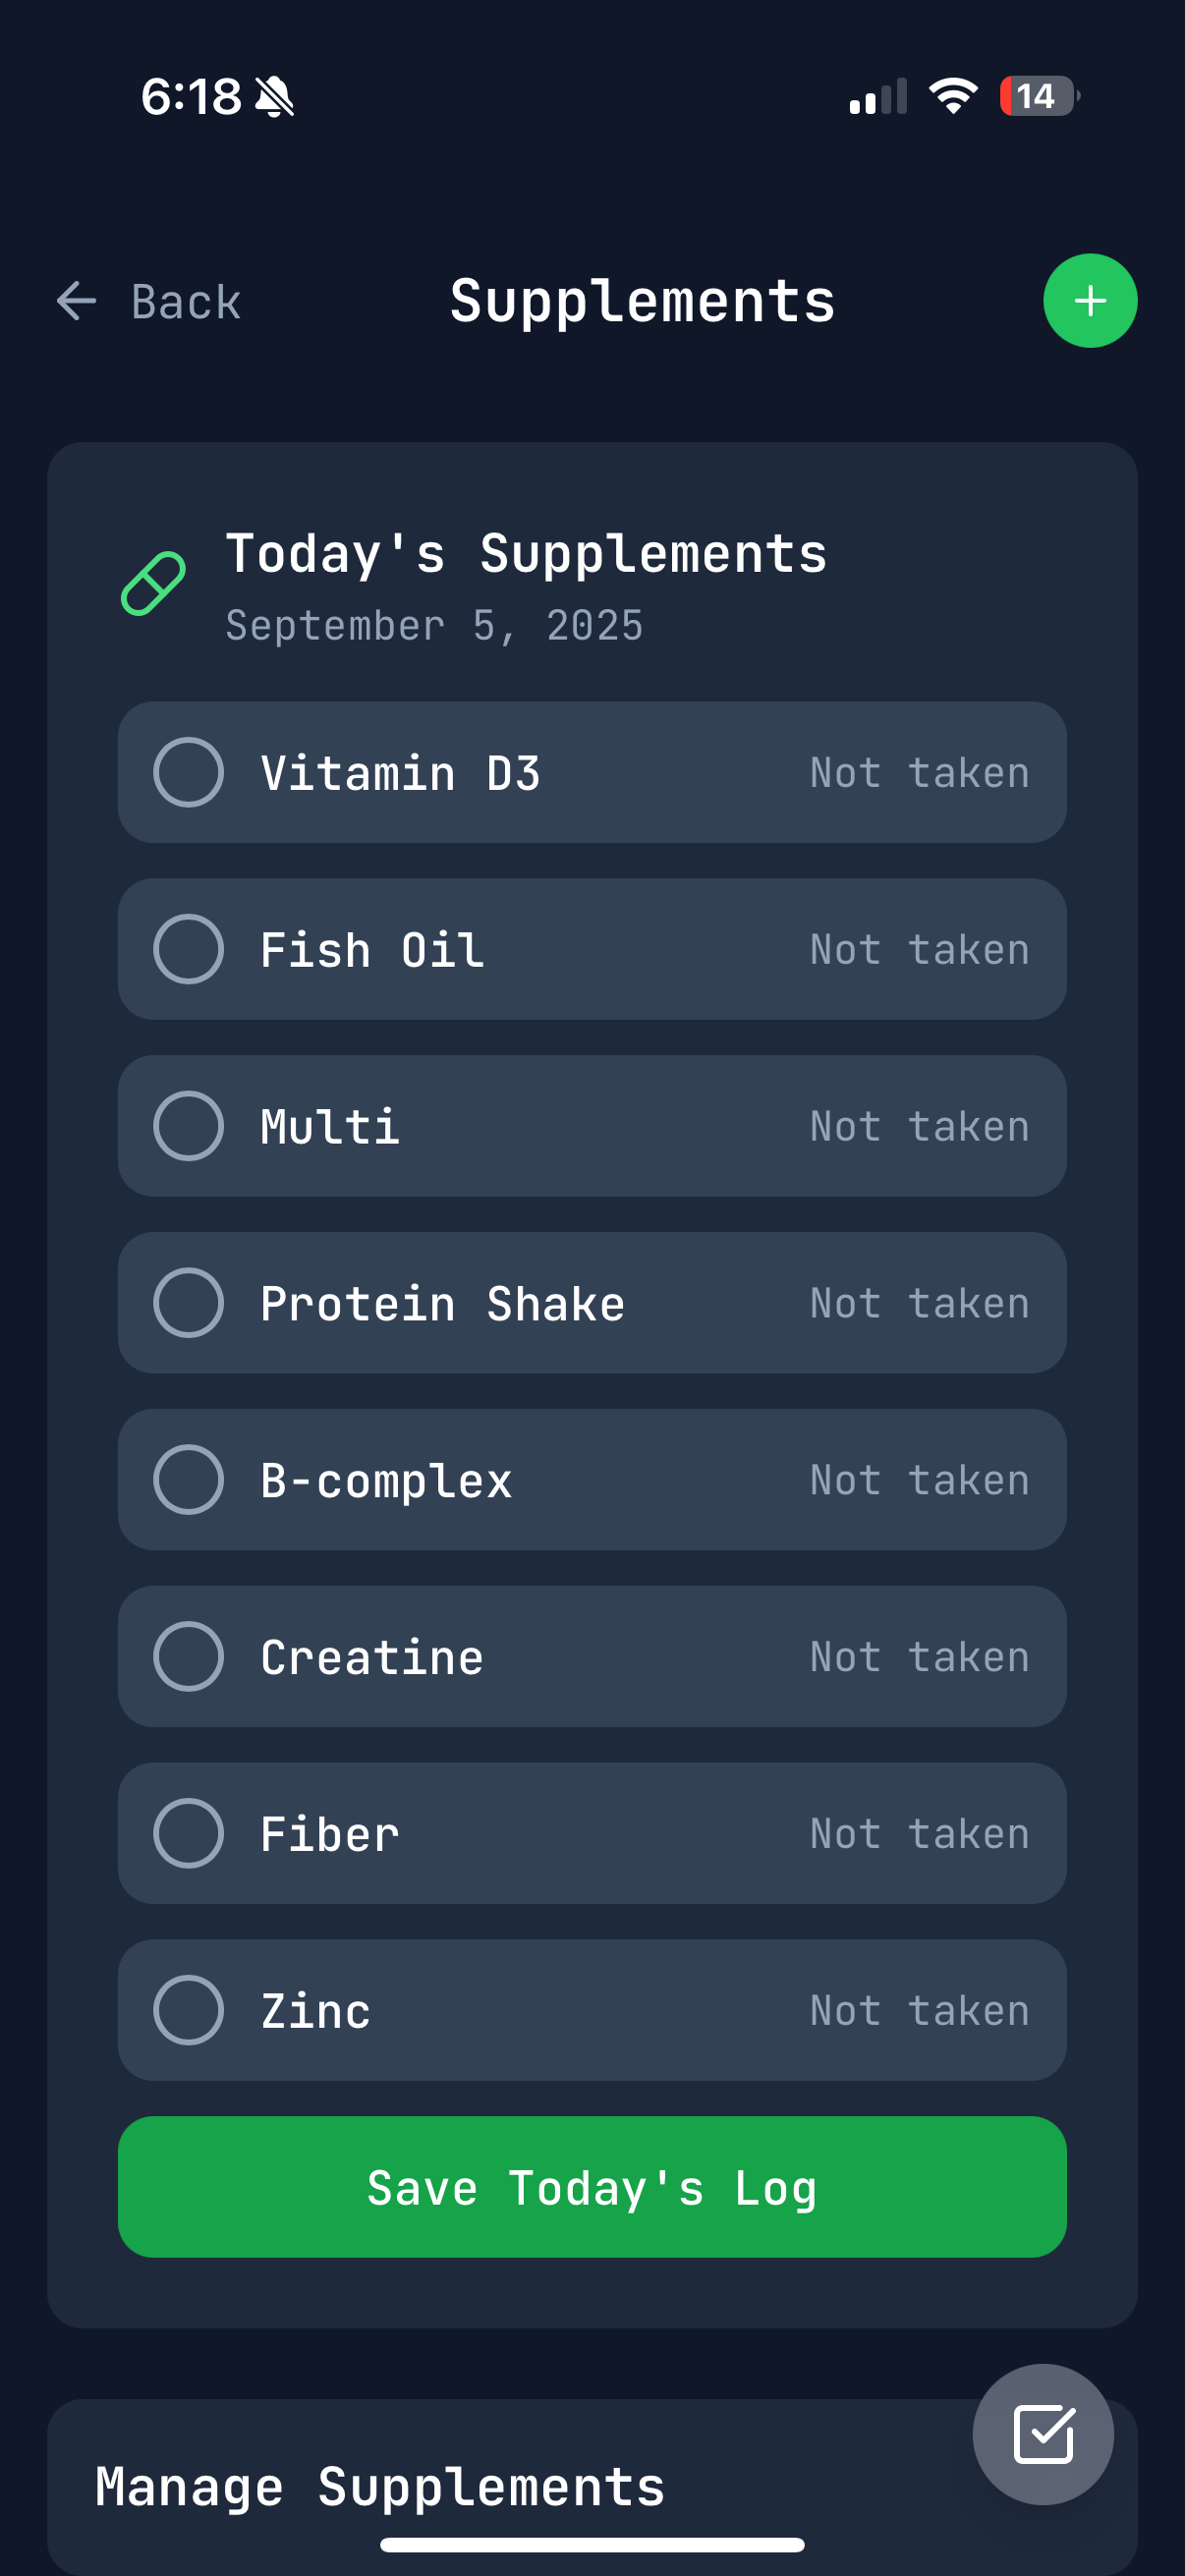 6:18
14
Back
Supplements
Today's Supplements
September 5, 2025
Vitamin D3 Not taken
Fish Oil Not taken
Multi Not taken
Protein Shake Not taken
B-complex Not taken
Creatine Not taken
Fiber Not taken
Zinc Not taken
Save Today's Log
Manage Supplements